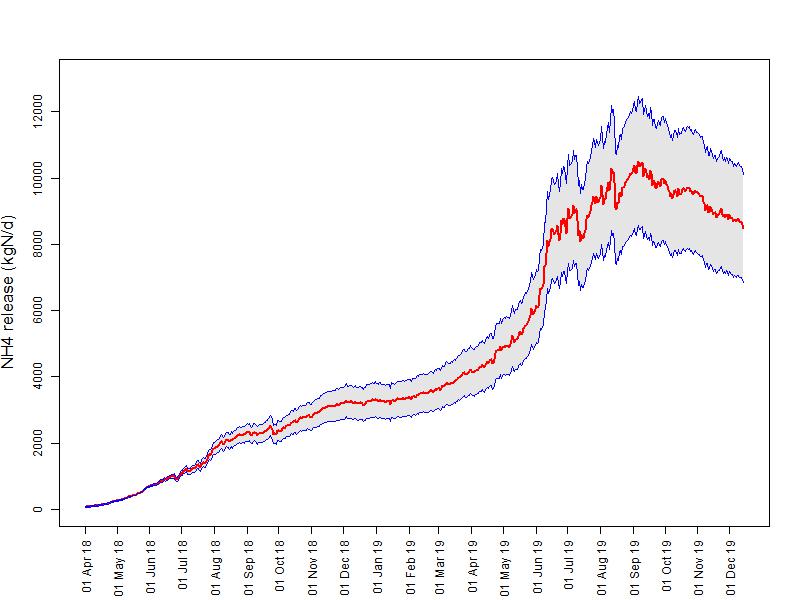 NH4 release (kgN/d)
12000
10000
8000
6000
4000
2000
0
01 Apr 18
01 May 18
01 Jun 18
01 Jul 18
01 Aug 18
01 Sep 18
01 Oct 18
01 Nov 18
01 Dec 18
01 Jan 19
01 Feb 19
01 Mar 19
01 Apr 19
01 May 19
01 Jun 19
01 Jul 19
01 Aug 19
01 Sep 19
01 Oct 19
01 Nov 19
01 Dec 19